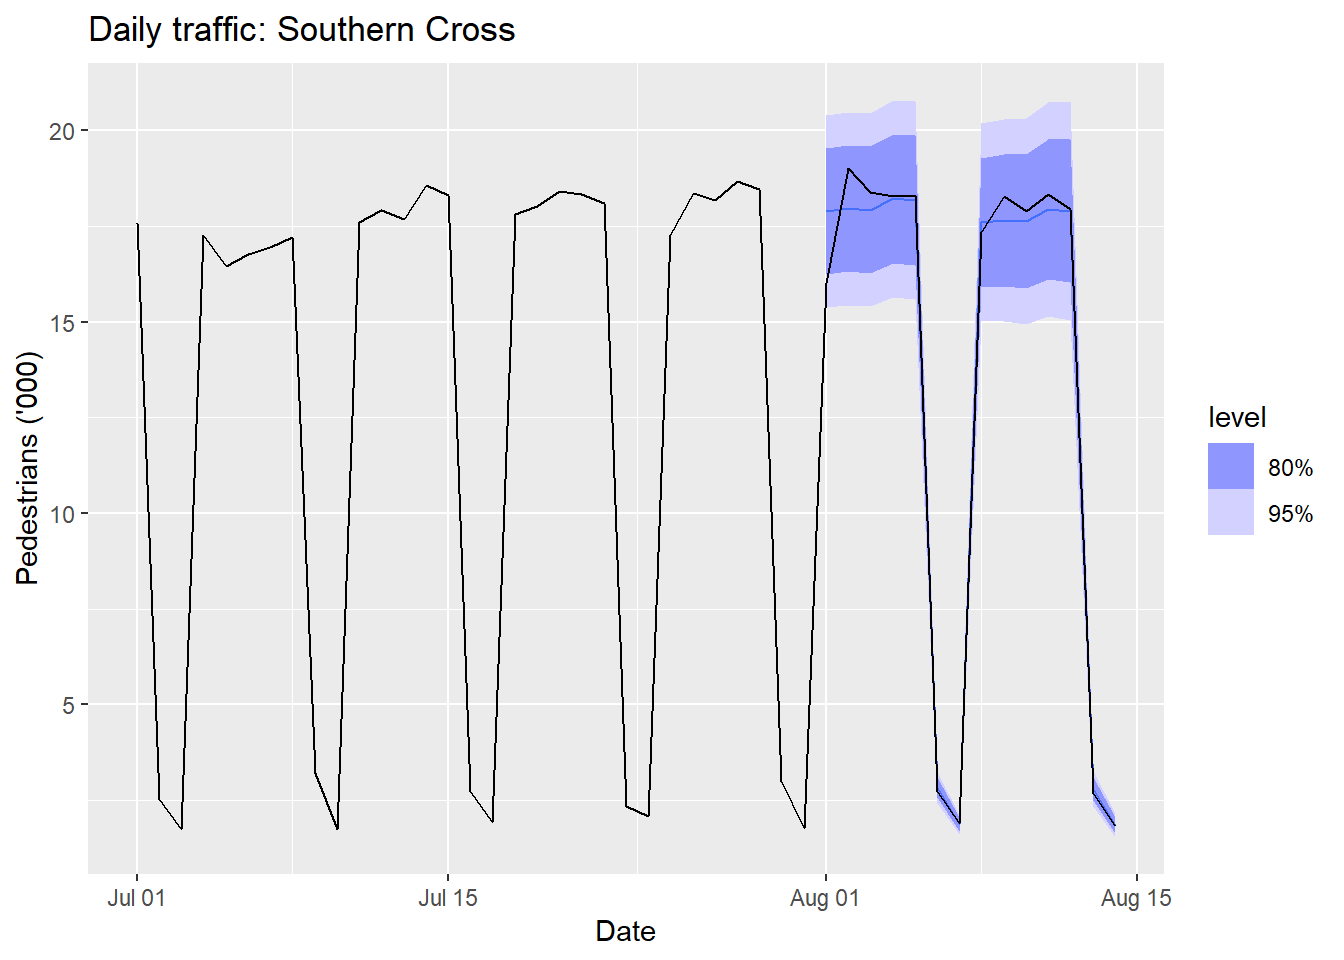 Daily traffic: Southern Cross
Pedestrians ('000)
20
15
10
5
Jul 01
Jul 15
Aug 01
Aug 15
Date
level
80%
95%